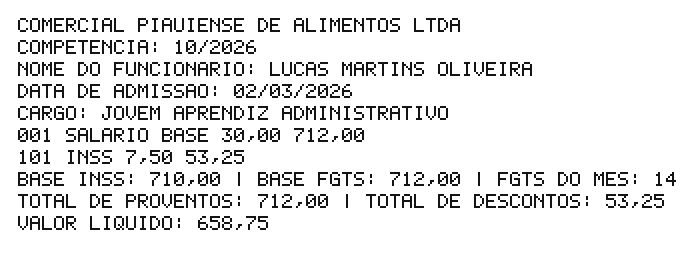 COMERCIAL PIAUIENSE DE ALIMENTOS LTDA
COMPETENCIA: 10/2026
NOME DO FUNCIONARIO: LUCAS MARTINS OLIVEIRA
DATA DE ADMISSAO: 02/03/2026
CARGO: JOVEM APRENDIZ ADMINISTRATIVO
001 SALARIO BASE 30,00 712,00
101 INSS 7,50 53,25
BASE INSS: 710,00 | BASE FGTS: 712,00 | FGTS DO MES: 14
TOTAL DE PROVENTOS: 712,00 | TOTAL DE DESCONTOS: 53,25
VALOR LIQUIDO: 658,75